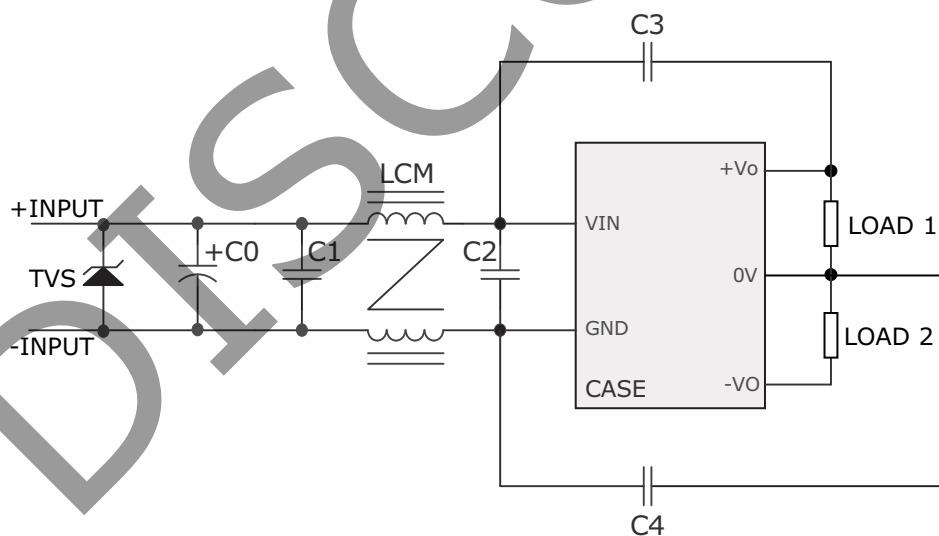 C3
LCM
+INPUT
+Vo
VIN
LOAD 1
+C0
C1
C2
TVS
0V
GND
LOAD 2
-INPUT
-VO
CASE
C4
DISC